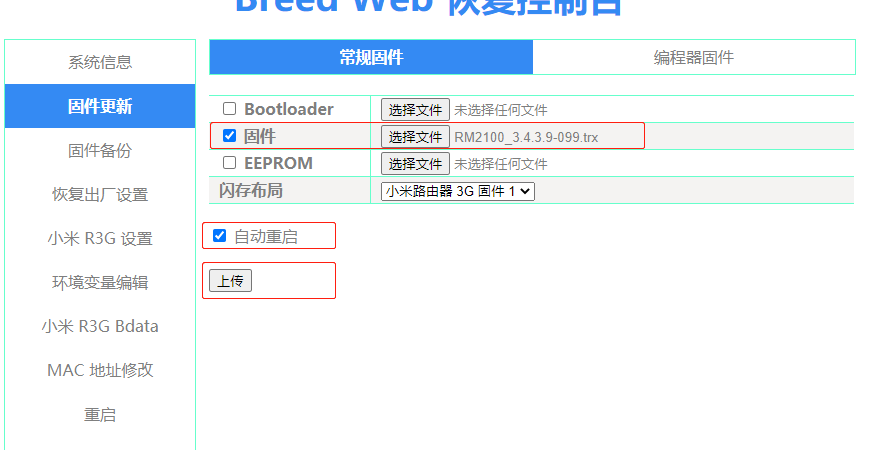 Breed Web 恢复控制台
系统信息
固件更新
固件备份
恢复出厂设置
小米 R3G 设置
环境变量编辑
小米 R3G Bdata
MAC 地址修改
重启
常规固件 编程器固件
Bootloader 选择文件 未选择任何文件
固件 选择文件 RM2100_3.4.3.9-099.trx
EEPROM 选择文件 未选择任何文件
闪存布局 小米路由器 3G 固件 1
自动重启
上传